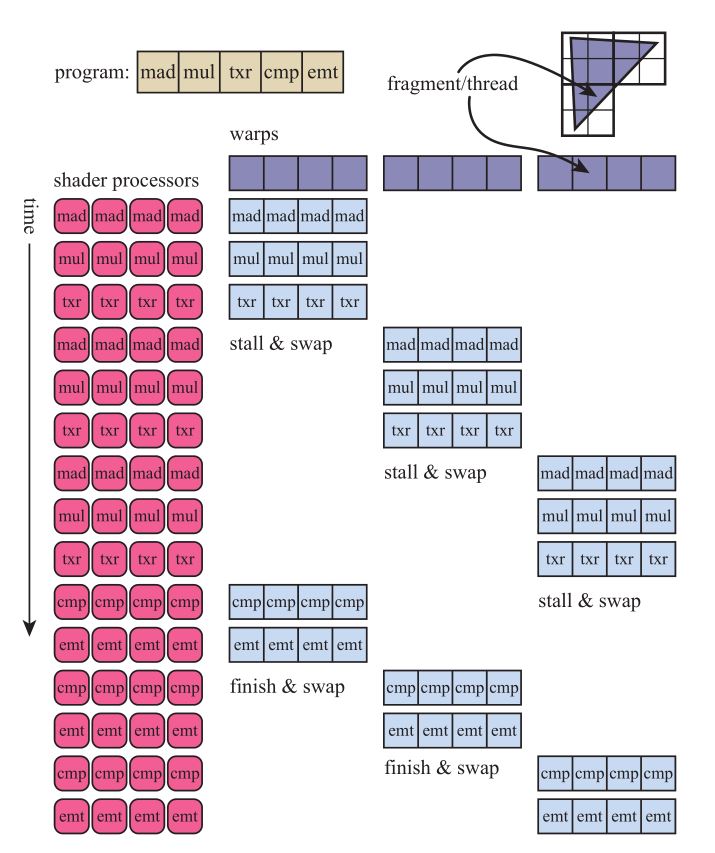 program: mad mul txr cmp emt
fragment/thread
warps
shader processors
time
mad mad mad mad mad mad mad mad
mul mul mul mul mul mul mul mul
txr txr txr txr txr txr txr txr
stall & swap
mad mad mad mad mad mad mad mad
mul mul mul mul mul mul mul mul
txr txr txr txr txr txr txr txr
stall & swap
mad mad mad mad mad mad mad mad
mul mul mul mul mul mul mul mul
txr txr txr txr txr txr txr txr
stall & swap
cmp cmp cmp cmp cmp cmp cmp cmp
emt emt emt emt emt emt emt emt
finish & swap
cmp cmp cmp cmp cmp cmp cmp cmp
emt emt emt emt emt emt emt emt
finish & swap
cmp cmp cmp cmp cmp cmp cmp cmp
emt emt emt emt emt emt emt emt